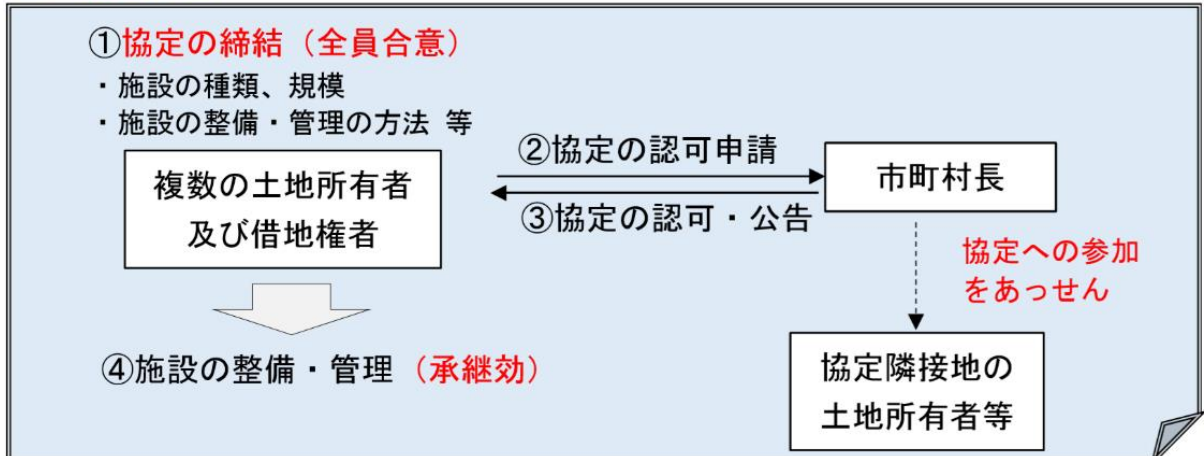 ①協定の締結（全員合意）
・施設の種類、規模
・施設の整備・管理の方法 等
複数の土地所有者
及び借地権者
②協定の認可申請
③協定の認可・公告
市町村長
協定への参加
をあっせん
④施設の整備・管理（承継効）
協定隣接地の
土地所有者等